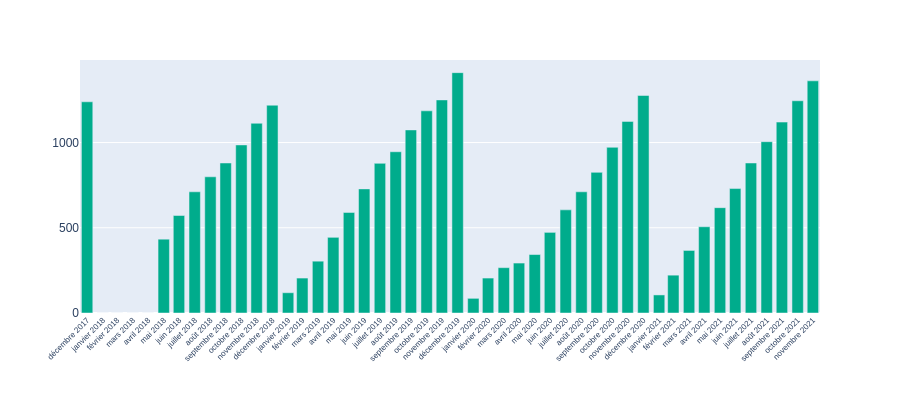 1000
500
0
décembre 2017
janvier 2018
février 2018
mars 2018
avril 2018
mai 2018
juin 2018
juillet 2018
août 2018
septembre 2018
octobre 2018
novembre 2018
décembre 2018
janvier 2019
février 2019
mars 2019
avril 2019
mai 2019
juin 2019
juillet 2019
août 2019
septembre 2019
octobre 2019
novembre 2019
décembre 2019
janvier 2020
février 2020
mars 2020
avril 2020
mai 2020
juin 2020
juillet 2020
août 2020
septembre 2020
octobre 2020
novembre 2020
décembre 2020
janvier 2021
février 2021
mars 2021
avril 2021
mai 2021
juin 2021
juillet 2021
août 2021
septembre 2021
octobre 2021
novembre 2021